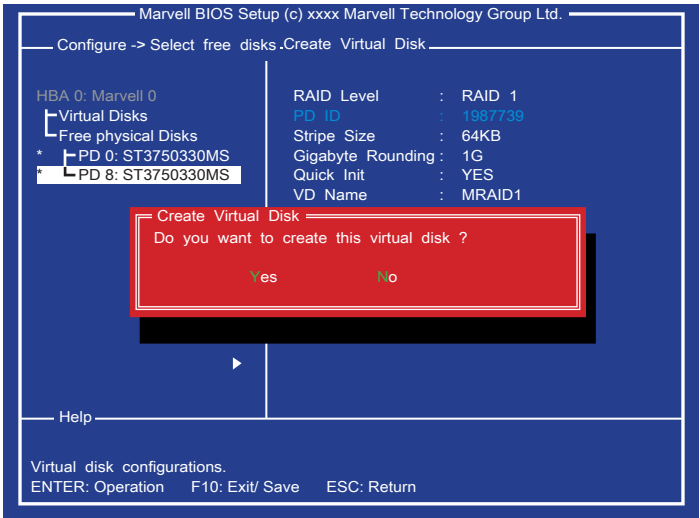 Marvell BIOS Setup (c) xxxx Marvell Technology Group Ltd.
Configure -> Select free disks.Create Virtual Disk
HBA 0: Marvell 0
Virtual Disks
Free physical Disks
* PD 0: ST3750330MS
* PD 8: ST3750330MS
RAID Level : RAID 1
PD ID : 1987739
Stripe Size : 64KB
Gigabyte Rounding : 1G
Quick Init : YES
VD Name : MRAID1
Create Virtual Disk
Do you want to create this virtual disk ?
Yes No
Help
Virtual disk configurations.
ENTER: Operation F10: Exit/ Save ESC: Return